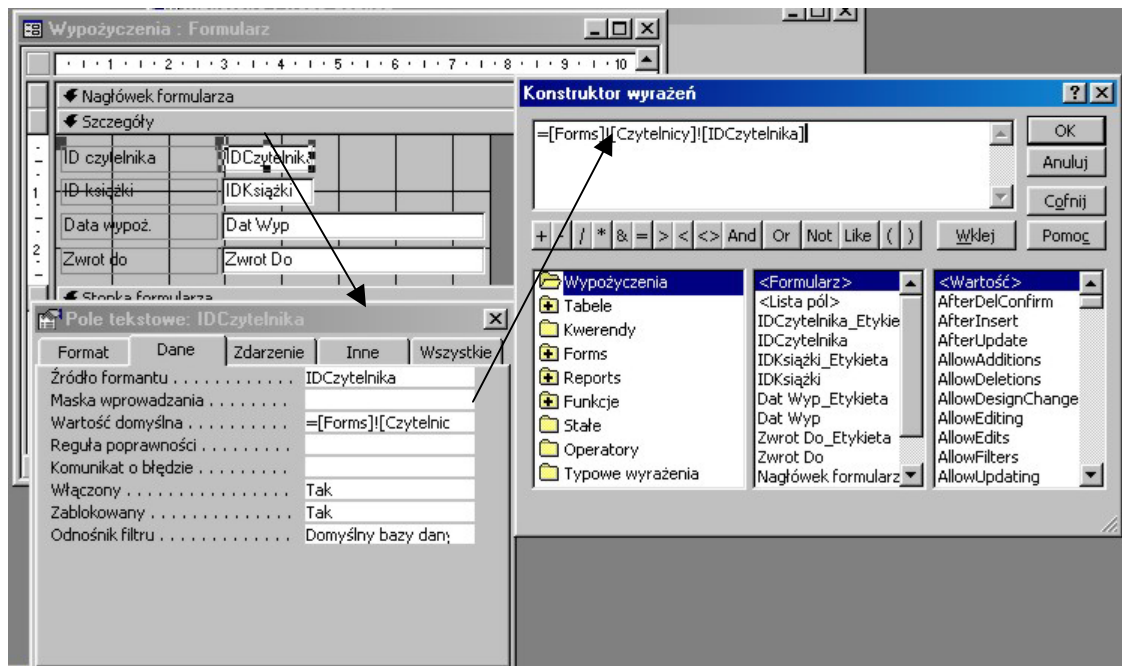 Wypożyczenia : Formularz
1 2 3 4 5 6 7 8 9 10
Nagłówek formularza
Szczegóły
ID czytelnika IDCzytelnika
1 ID książki IDKsiążki
Data wypoż. Dat Wyp
2 Zwrot do Zwrot Do
Stopka formularza
Pole tekstowe: IDCzytelnika
Format Dane Zdarzenie Inne Wszystkie
Źródło formantu . . . . . . . . . . . . IDCzytelnika
Maska wprowadzania . . . . . . . .
Wartość domyślna . . . . . . . . . . =[Forms]![Czytelnic
Reguła poprawności . . . . . . . . .
Komunikat o błędzie . . . . . . . . .
Włączony . . . . . . . . . . . . . . . . Tak
Zablokowany . . . . . . . . . . . . . . Tak
Odnośnik filtru . . . . . . . . . . . . . Domyślny bazy dany
Konstruktor wyrażeń
=[Forms]![Czytelnicy]![IDCzytelnika]
OK
Anuluj
Cofnij
+ - / * & = > < <> And Or Not Like ( ) Wklej Pomoc
Wypożyczenia
Tabele
Kwerendy
Forms
Reports
Funkcje
Stałe
Operatory
Typowe wyrażenia
<Formularz>
<Lista pól>
IDCzytelnika_Etykie
IDCzytelnika
IDKsiążki_Etykieta
IDKsiążki
Dat Wyp_Etykieta
Dat Wyp
Zwrot Do_Etykieta
Zwrot Do
Nagłówek formularz
<Wartość>
AfterDelConfirm
AfterInsert
AfterUpdate
AllowAdditions
AllowDeletions
AllowDesignChange
AllowEditing
AllowEdits
AllowFilters
AllowUpdating